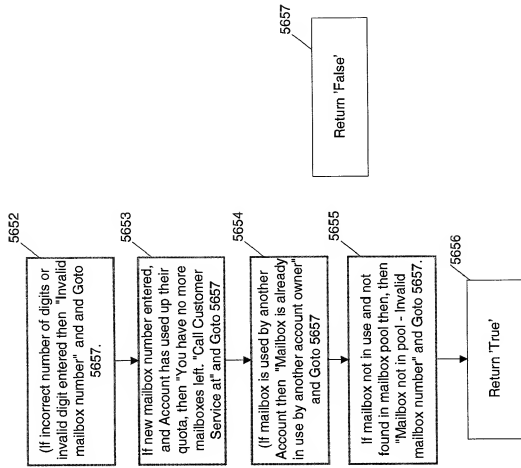 5652
(If incorrect number of digits or
invalid digit entered then "Invalid
mailbox number" and and Goto
5657.
5653
If new mailbox number entered,
and Account has used up their
quota, then "You have no more
mailboxes left. "Call Customer
Service at" and Goto 5657
5654
(If mailbox is used by another
Account then "Mailbox is already
in use by another account owner"
and Goto 5657
5655
If mailbox not in use and not
found in mailbox pool then, then
"Mailbox not in pool - Invalid
mailbox number" and Goto 5657.
5656
Return 'True'
5657
Return 'False'